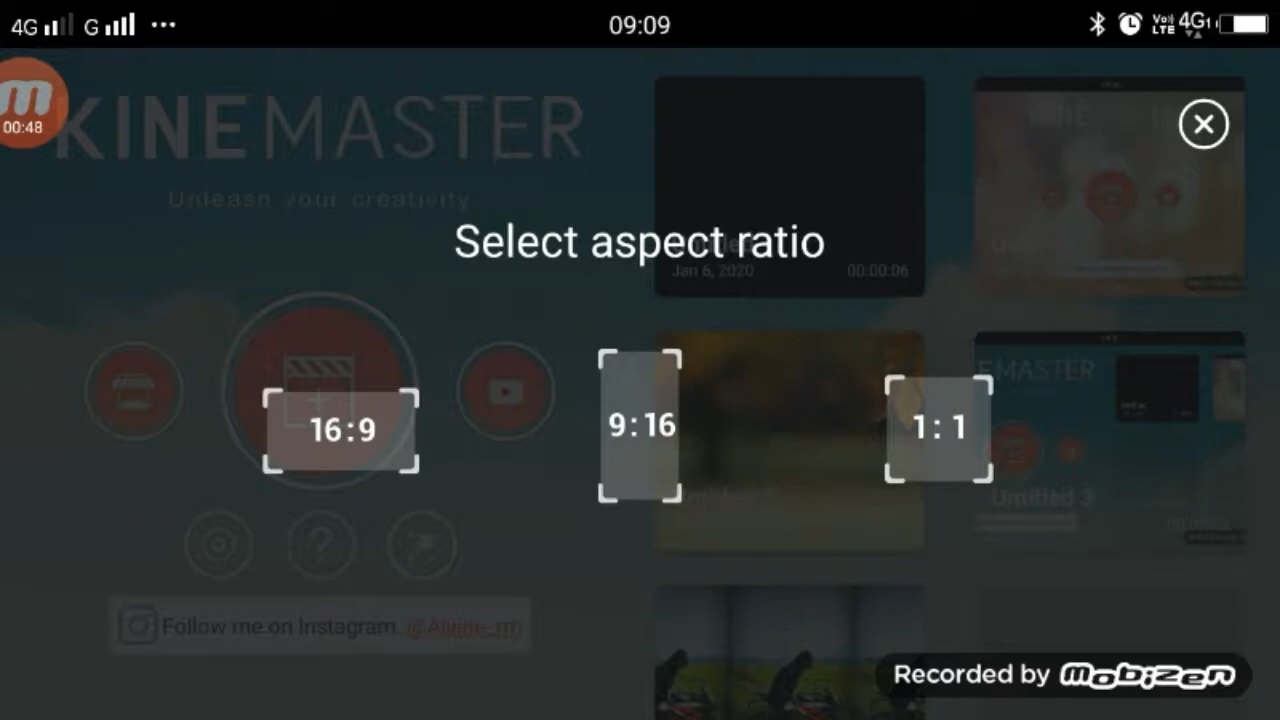 4G G ••• 09:09 VoLTE 4G
00:48
KINEMASTER
Unleash your creativity
Select aspect ratio
Jan 6, 2020 00:00:06
EMASTER
16:9 9:16 1:1
Untitled 3
Follow me on Instagram.
Recorded by mobizen